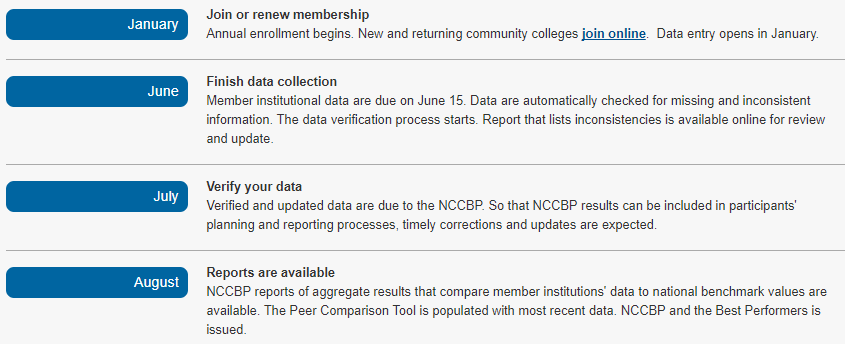 January
Join or renew membership
Annual enrollment begins. New and returning community colleges join online.  Data entry opens in January.
June
Finish data collection
Member institutional data are due on June 15. Data are automatically checked for missing and inconsistent
information. The data verification process starts. Report that lists inconsistencies is available online for review
and update.
July
Verify your data
Verified and updated data are due to the NCCBP. So that NCCBP results can be included in participants'
planning and reporting processes, timely corrections and updates are expected.
August
Reports are available
NCCBP reports of aggregate results that compare member institutions' data to national benchmark values are
available. The Peer Comparison Tool is populated with most recent data. NCCBP and the Best Performers is
issued.